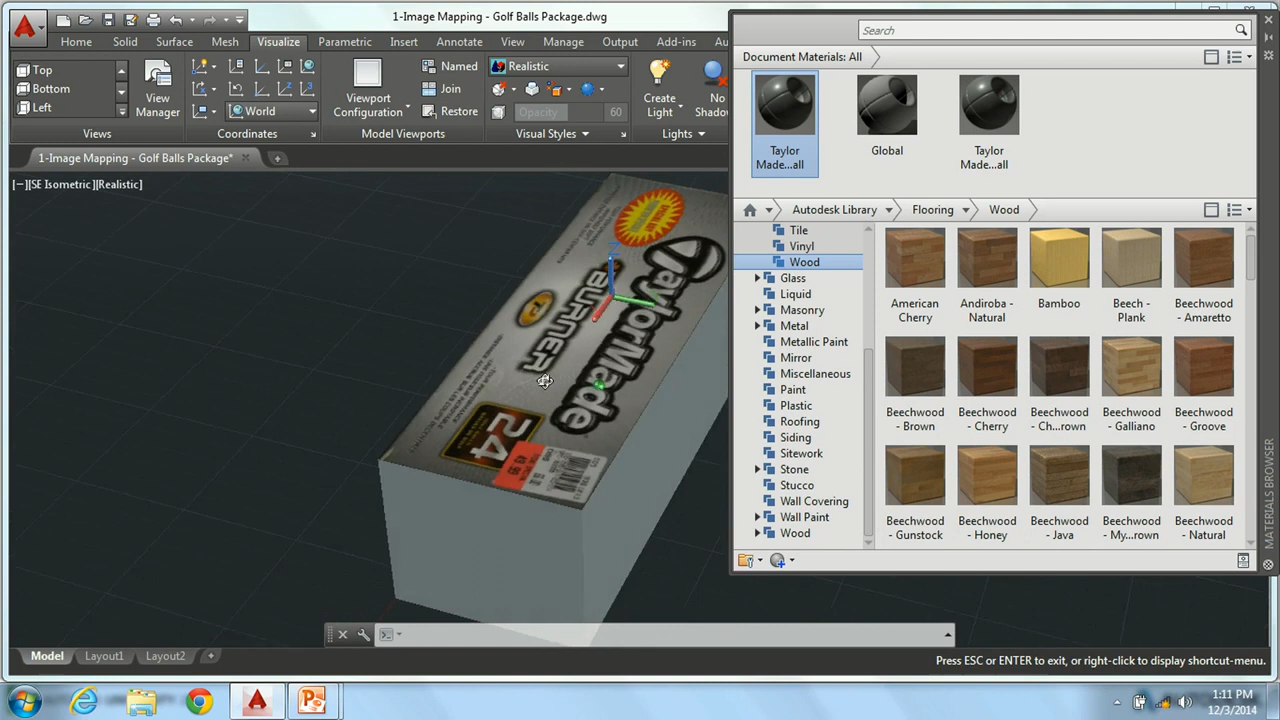 1-Image Mapping - Golf Balls Package.dwg
Search
Home Solid Surface Mesh Visualize Parametric Insert Annotate View Manage Output Add-ins Au
Document Materials: All
Top
Bottom
Left
View
Manager
World
Viewport
Configuration
Named
Join
Restore
Realistic
Opacity 60
Create
Light
No
Shadow
Views
Coordinates
Model Viewports
Visual Styles
Lights
Taylor
Made...all
Global
Taylor
Made...all
1-Image Mapping - Golf Balls Package*
[−][SE Isometric][Realistic]
Autodesk Library Flooring Wood
Tile
Vinyl
Wood
Glass
Liquid
Masonry
Metal
Metallic Paint
Mirror
Miscellaneous
Paint
Plastic
Roofing
Siding
Sitework
Stone
Stucco
Wall Covering
Wall Paint
Wood
American
Cherry
Andiroba -
Natural
Bamboo
Beech -
Plank
Beechwood
- Amaretto
Beechwood
- Brown
Beechwood
- Cherry
Beechwood
- Ch...rown
Beechwood
- Galliano
Beechwood
- Groove
Beechwood
- Gunstock
Beechwood
- Honey
Beechwood
- Java
Beechwood
- My...rown
Beechwood
- Natural
MATERIALS BROWSER
TaylorMade
BURNER
24
Model Layout1 Layout2
Press ESC or ENTER to exit, or right-click to display shortcut-menu.
1:11 PM
12/3/2014